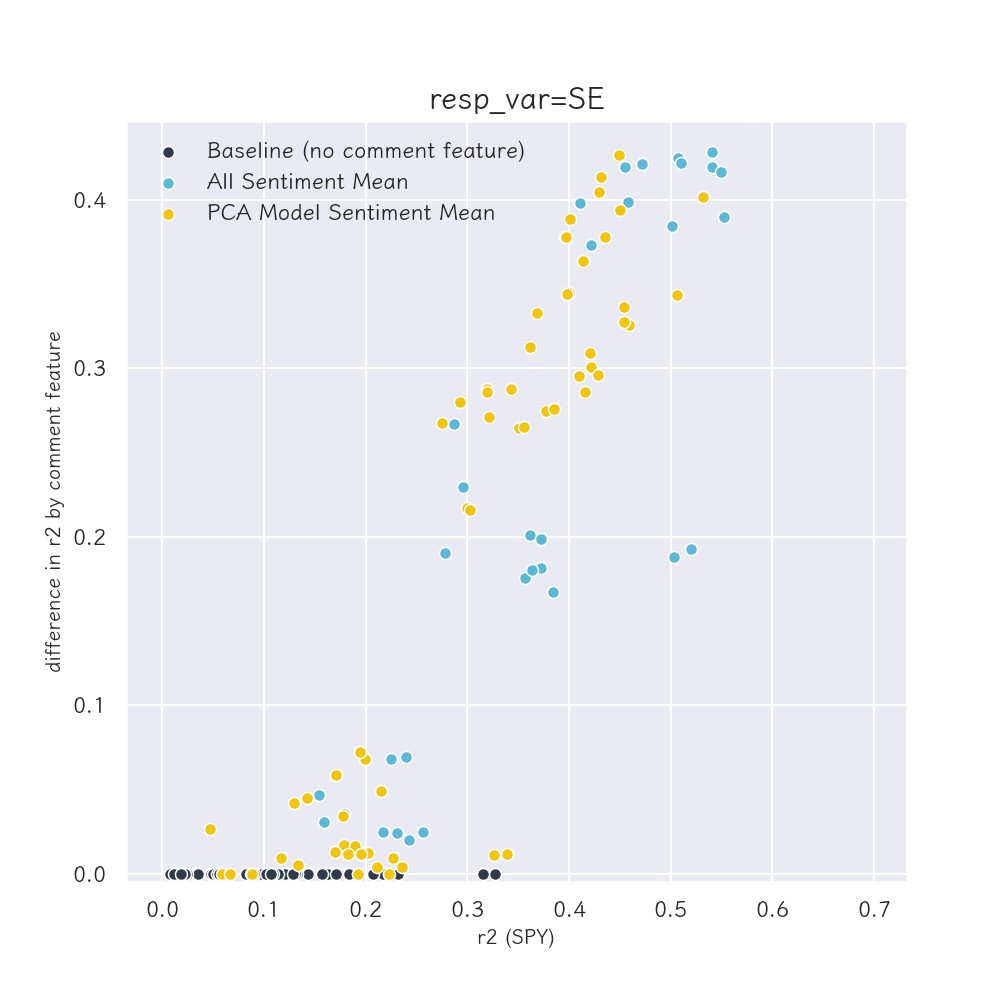 resp_var=SE
Baseline (no comment feature)
All Sentiment Mean
PCA Model Sentiment Mean
difference in r2 by comment feature
0.4
0.3
0.2
0.1
0.0
0.0 0.1 0.2 0.3 0.4 0.5 0.6 0.7
r2 (SPY)